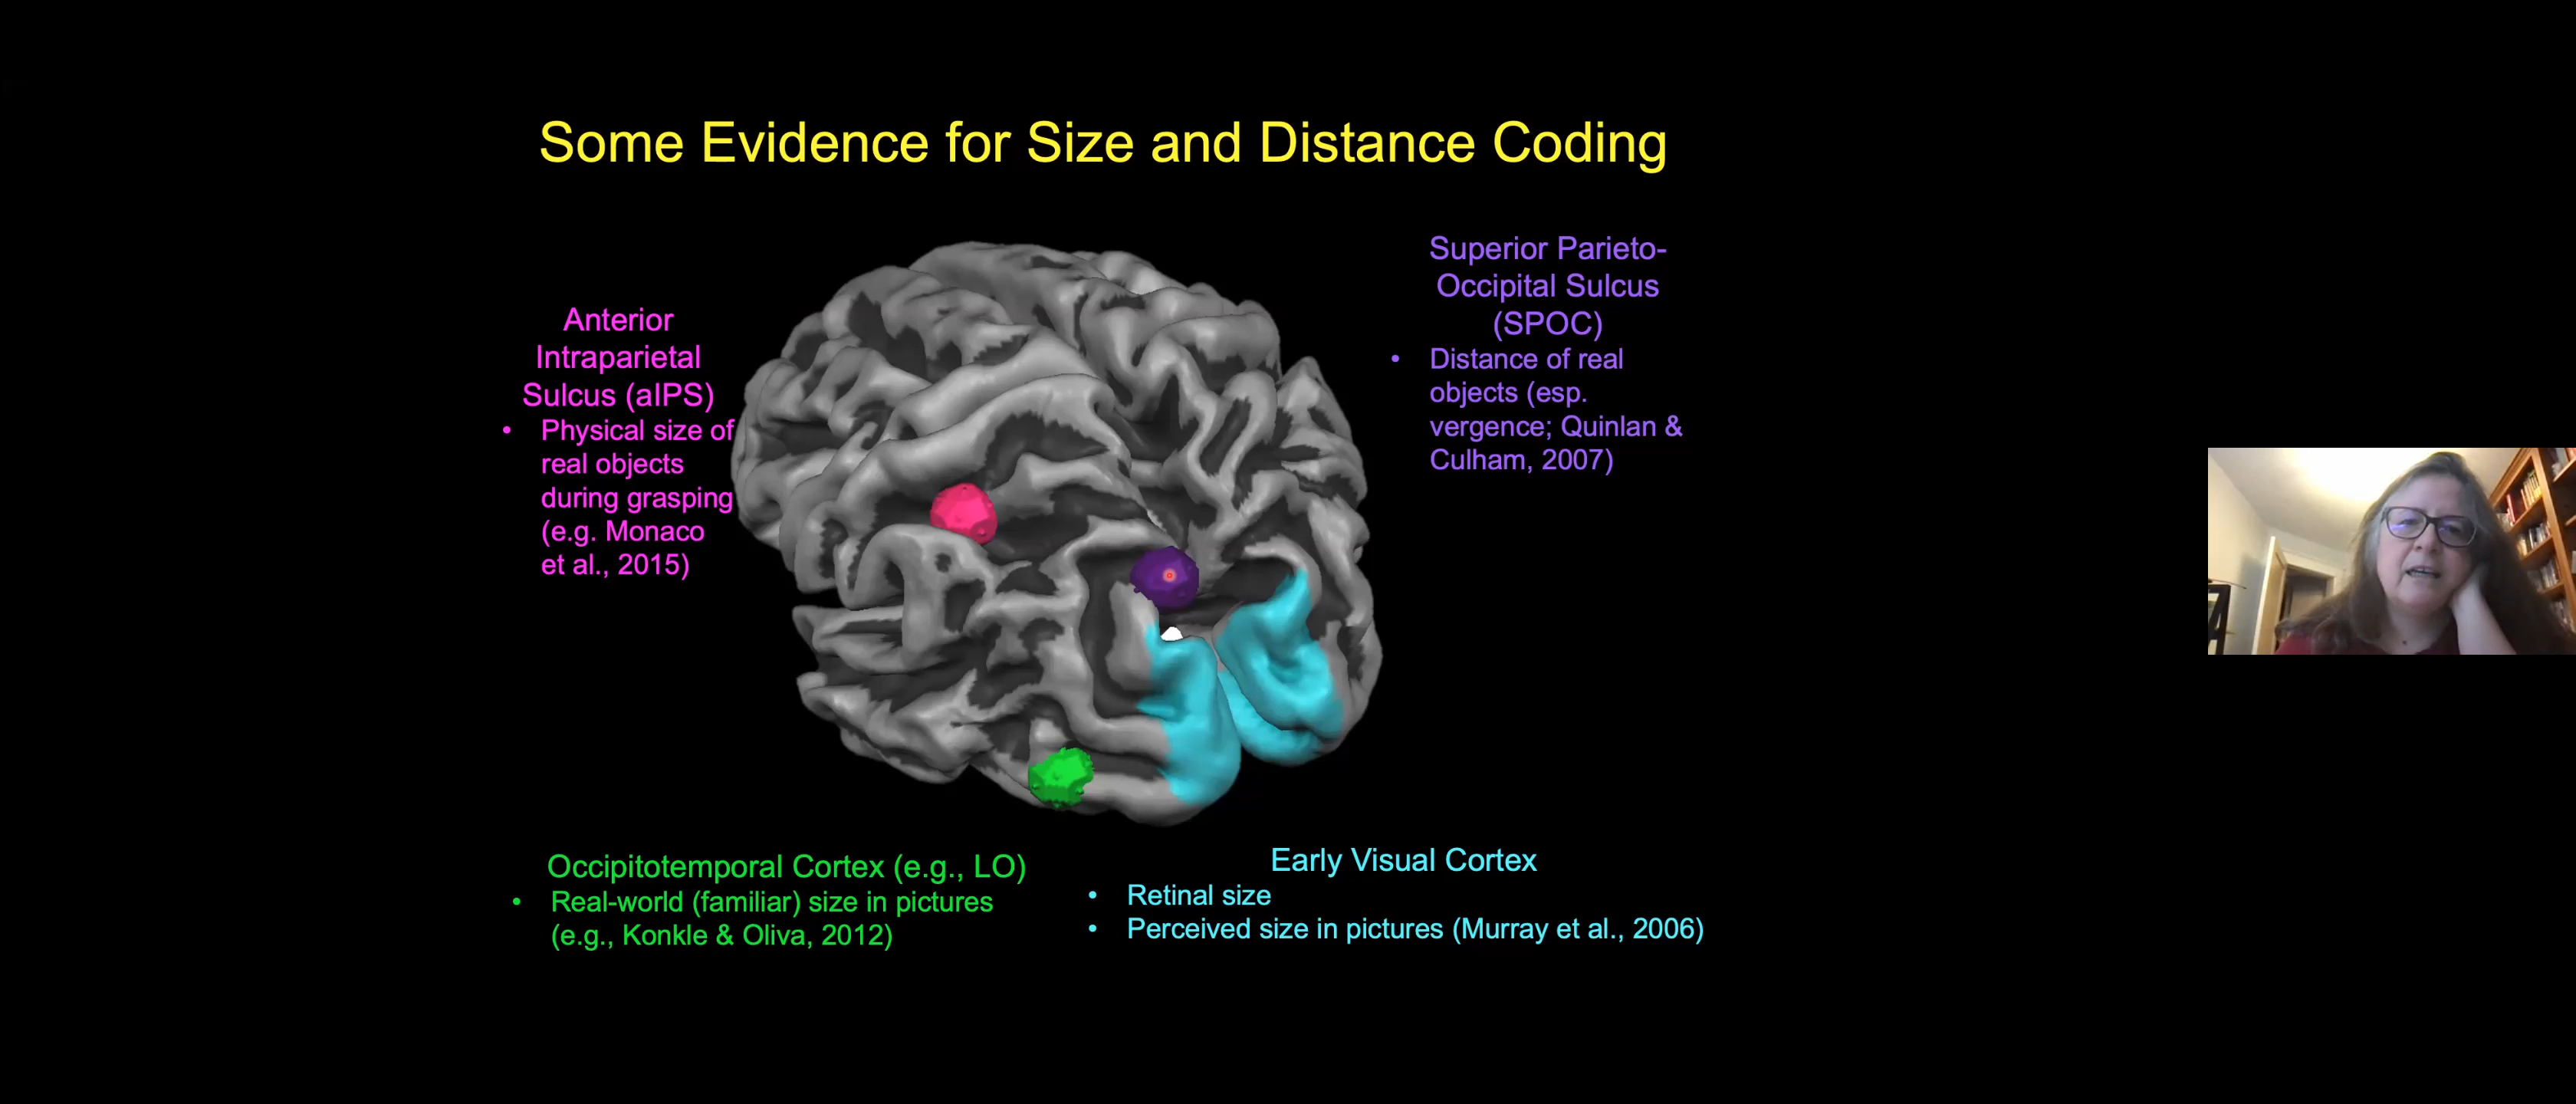 Some Evidence for Size and Distance Coding
Anterior
Intraparietal
Sulcus (aIPS)
• Physical size of
real objects
during grasping
(e.g. Monaco
et al., 2015)
Superior Parieto-
Occipital Sulcus
(SPOC)
• Distance of real
objects (esp.
vergence; Quinlan &
Culham, 2007)
Occipitotemporal Cortex (e.g., LO)
• Real-world (familiar) size in pictures
(e.g., Konkle & Oliva, 2012)
Early Visual Cortex
• Retinal size
• Perceived size in pictures (Murray et al., 2006)